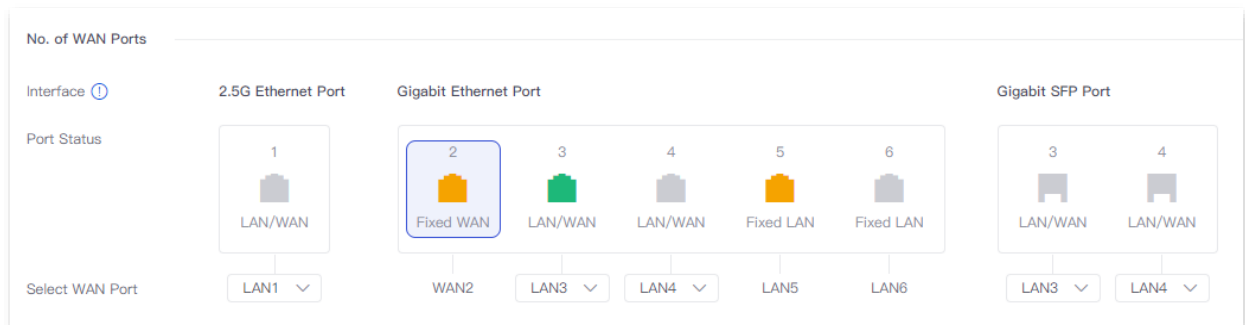 No. of WAN Ports
Interface 2.5G Ethernet Port Gigabit Ethernet Port Gigabit SFP Port
Port Status
1 2 3 4 5 6 3 4
LAN/WAN Fixed WAN LAN/WAN LAN/WAN Fixed LAN Fixed LAN LAN/WAN LAN/WAN
Select WAN Port LAN1 WAN2 LAN3 LAN4 LAN5 LAN6 LAN3 LAN4